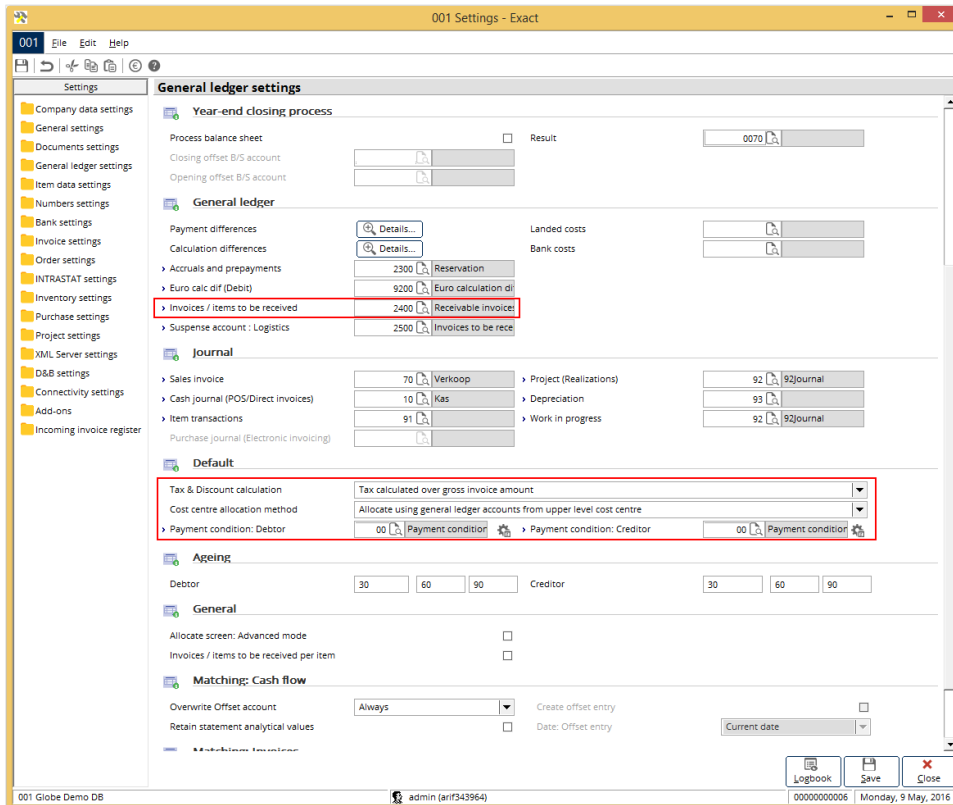 001 Settings - Exact
001 File Edit Help
Settings
Company data settings
General settings
Documents settings
General ledger settings
Item data settings
Numbers settings
Bank settings
Invoice settings
Order settings
INTRASTAT settings
Inventory settings
Purchase settings
Project settings
XML Server settings
D&B settings
Connectivity settings
Add-ons
Incoming invoice register
General ledger settings
Year-end closing process
Process balance sheet Result 0070
Closing offset B/S account
Opening offset B/S account
General ledger
Payment differences Details... Landed costs
Calculation differences Details... Bank costs
Accruals and prepayments 2300 Reservation
Euro calc dif (Debit) 9200 Euro calculation di
Invoices / items to be received 2400 Receivable invoices
Suspense account : Logistics 2500 Invoices to be rece
Journal
Sales invoice 70 Verkoop Project (Realizations) 92 92Journal
Cash journal (POS/Direct invoices) 10 Kas Depreciation 93
Item transactions 91 Work in progress 92 92Journal
Purchase journal (Electronic invoicing)
Default
Tax & Discount calculation Tax calculated over gross invoice amount
Cost centre allocation method Allocate using general ledger accounts from upper level cost centre
Payment condition: Debtor 00 Payment condition Payment condition: Creditor 00 Payment condition
Ageing
Debtor 30 60 90 Creditor 30 60 90
General
Allocate screen: Advanced mode
Invoices / items to be received per item
Matching: Cash flow
Overwrite Offset account Always Create offset entry
Retain statement analytical values Date: Offset entry Current date
Matching: Invoices
Logbook Save Close
001 Globe Demo DB admin (arif343964) 00000000006 Monday, 9 May, 2016